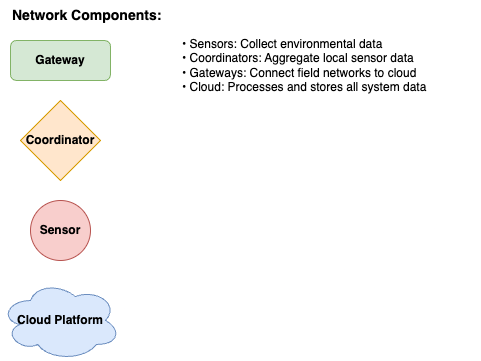 Network Components:
Gateway
• Sensors: Collect environmental data
• Coordinators: Aggregate local sensor data
• Gateways: Connect field networks to cloud
• Cloud: Processes and stores all system data
Coordinator
Sensor
Cloud Platform